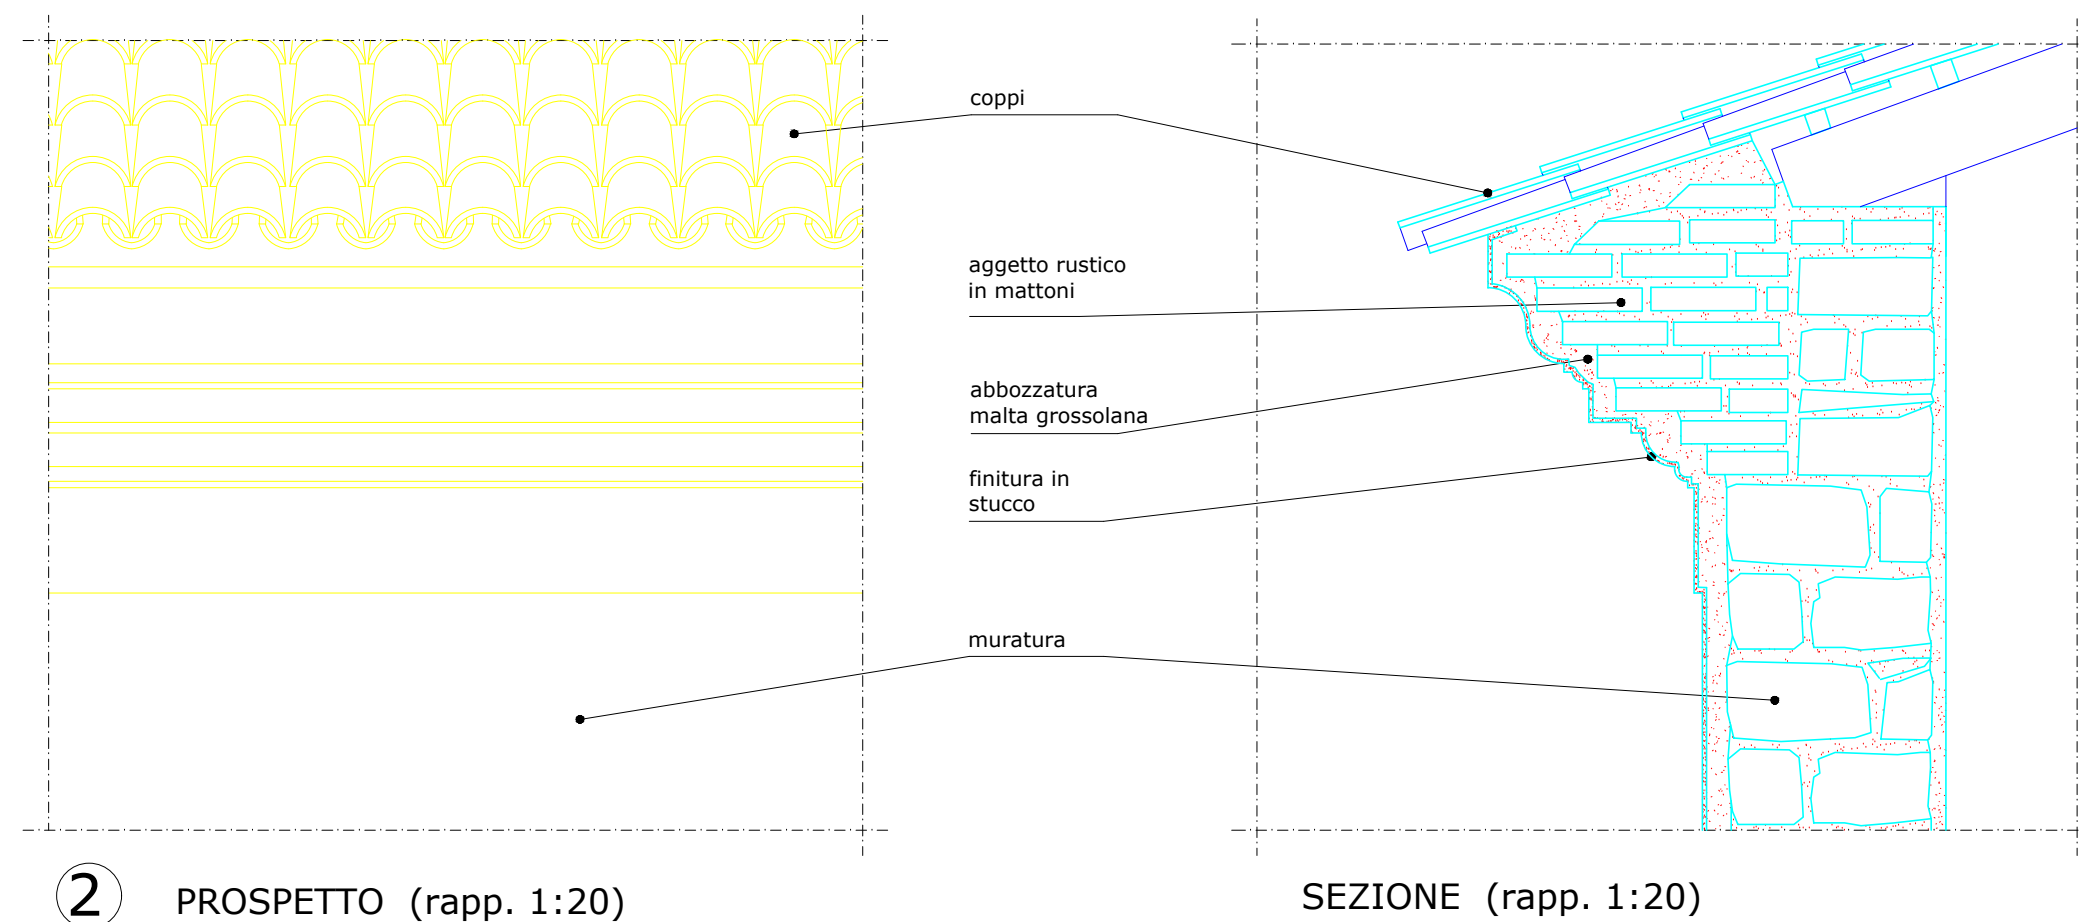 coppi
aggetto rustico
in mattoni
abbozzatura
malta grossolana
finitura in
stucco
muratura
2 PROSPETTO (rapp. 1:20)
SEZIONE (rapp. 1:20)